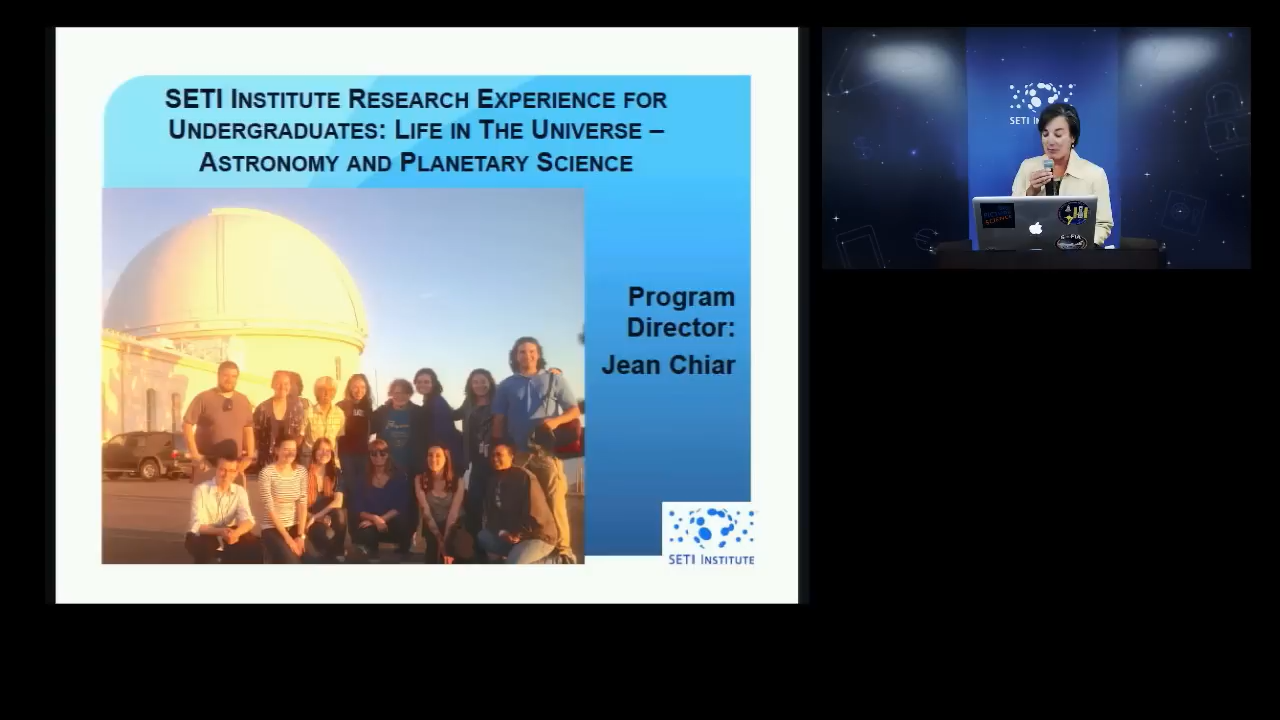 SETI INSTITUTE RESEARCH EXPERIENCE FOR
UNDERGRADUATES: LIFE IN THE UNIVERSE –
ASTRONOMY AND PLANETARY SCIENCE
Program
Director:
Jean Chiar
SETI INSTITUTE
SETI